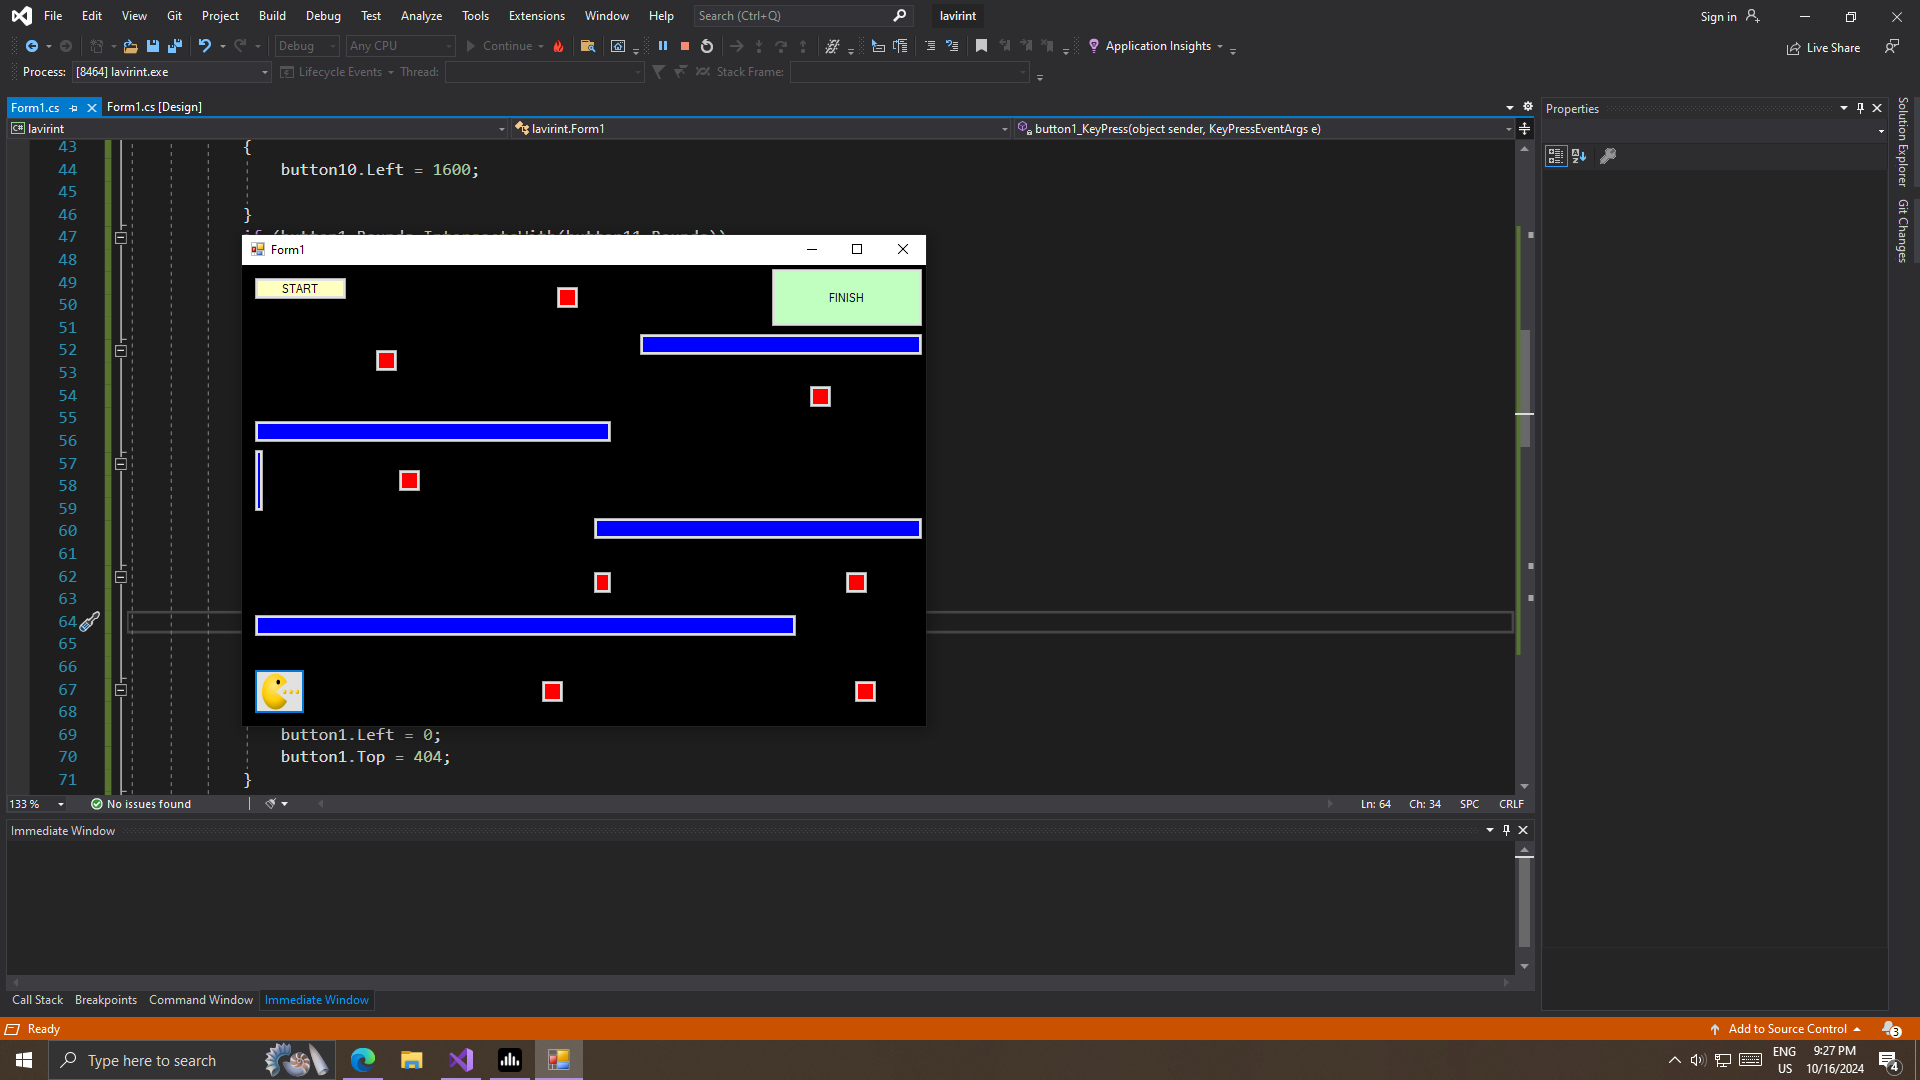 File Edit View Git Project Build Debug Test Analyze Tools Extensions Window Help Search (Ctrl+Q) lavirint Sign in
Debug Any CPU Continue Application Insights Live Share
Process: [8464] lavirint.exe Lifecycle Events Thread: Stack Frame:
Form1.cs Form1.cs [Design]
C# lavirint lavirint.Form1 button1_KeyPress(object sender, KeyPressEventArgs e)
43 {
44 button10.Left = 1600;
45
46 }
47
48
49
50
51
52
53
54
55
56
57
58
59
60
61
62
63
64
65
66
67
68
69 button1.Left = 0;
70 button1.Top = 404;
71 }
Form1
START
FINISH
133 % No issues found Ln: 64 Ch: 34 SPC CRLF
Immediate Window
Call Stack Breakpoints Command Window Immediate Window
Properties
Solution Explorer
Git Changes
Ready Add to Source Control 3
Type here to search
ENG
US
9:27 PM
10/16/2024
4